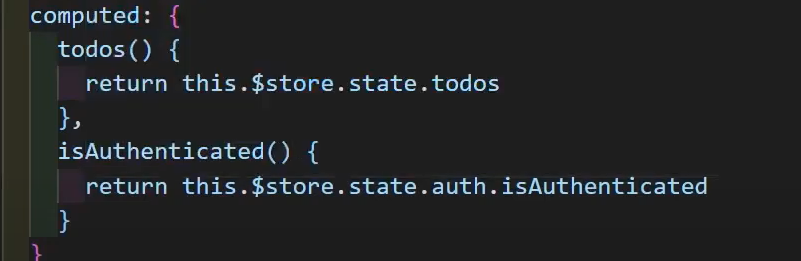 computed: {
  todos() {
    return this.$store.state.todos
  },
  isAuthenticated() {
    return this.$store.state.auth.isAuthenticated
  }
}